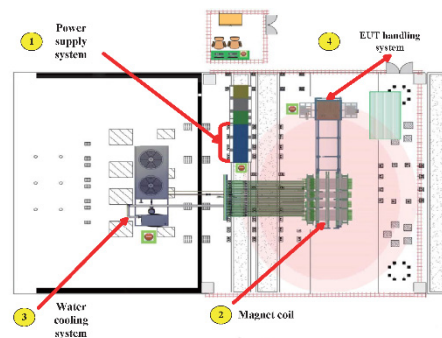 1
Power
supply
system
4
EUT handling
system
3
Water
cooling
system
2
Magnet coil